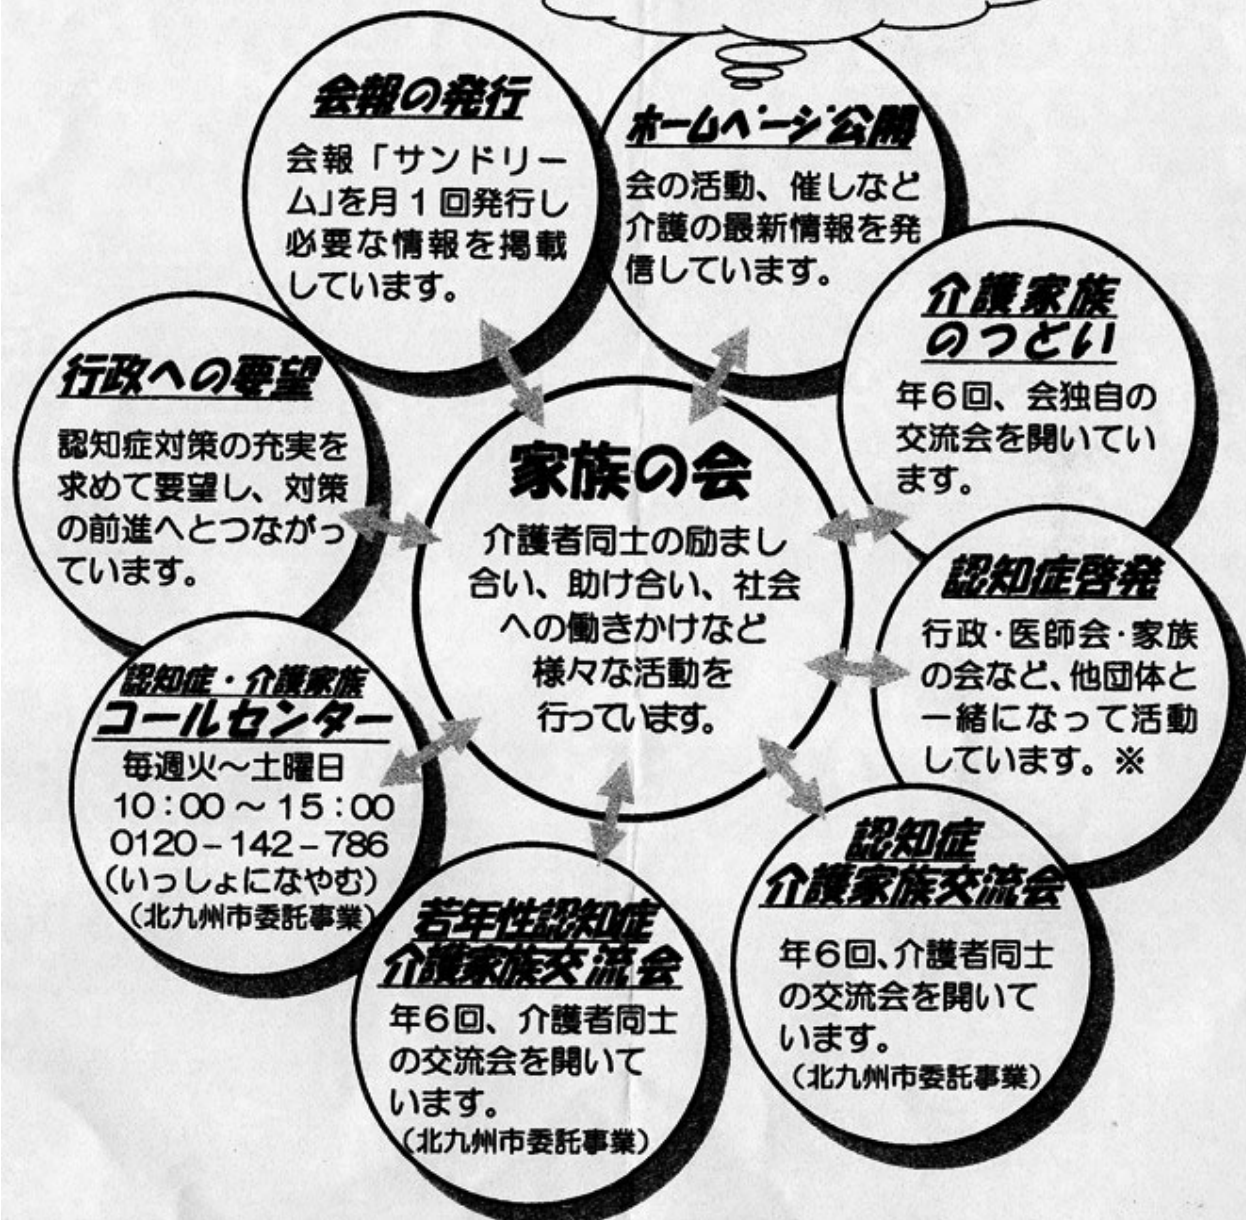 会報の発行
会報「サンドリー
ム」を月1回発行し
必要な情報を掲載
しています。
ホームページ公開
会の活動、催しなど
介護の最新情報を発
信しています。
介護家族
のつどい
年6回、会独自の
交流会を開いてい
ます。
行政への要望
認知症対策の充実を
求めて要望し、対策
の前進へとつながっ
ています。
家族の会
介護者同士の励まし
合い、助け合い、社会
への働きかけなど
様々な活動を
行っています。
認知症啓発
行政・医師会・家族
の会など、他団体と
一緒になって活動
しています。※
認知症・介護家族
コールセンター
毎週火～土曜日
10:00～15:00
0120-142-786
(いっしょになやむ)
(北九州市委託事業)
若年性認知症
介護家族交流会
年6回、介護者同士
の交流会を開いて
います。
(北九州市委託事業)
認知症
介護家族交流会
年6回、介護者同士
の交流会を開いて
います。
(北九州市委託事業)